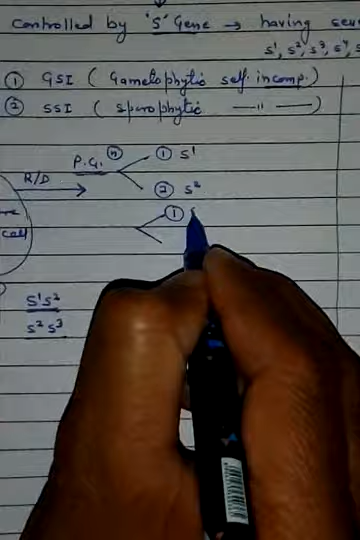 controlled by 'S' Gene → having
s¹, s², s³, s⁴,
① GSI ( Gametophytic self. incomp. )
② SSI ( sporophytic —〃— )
P.G. (n)
① s¹
R/D
② s²
① s
cell
s¹s²
s²s³